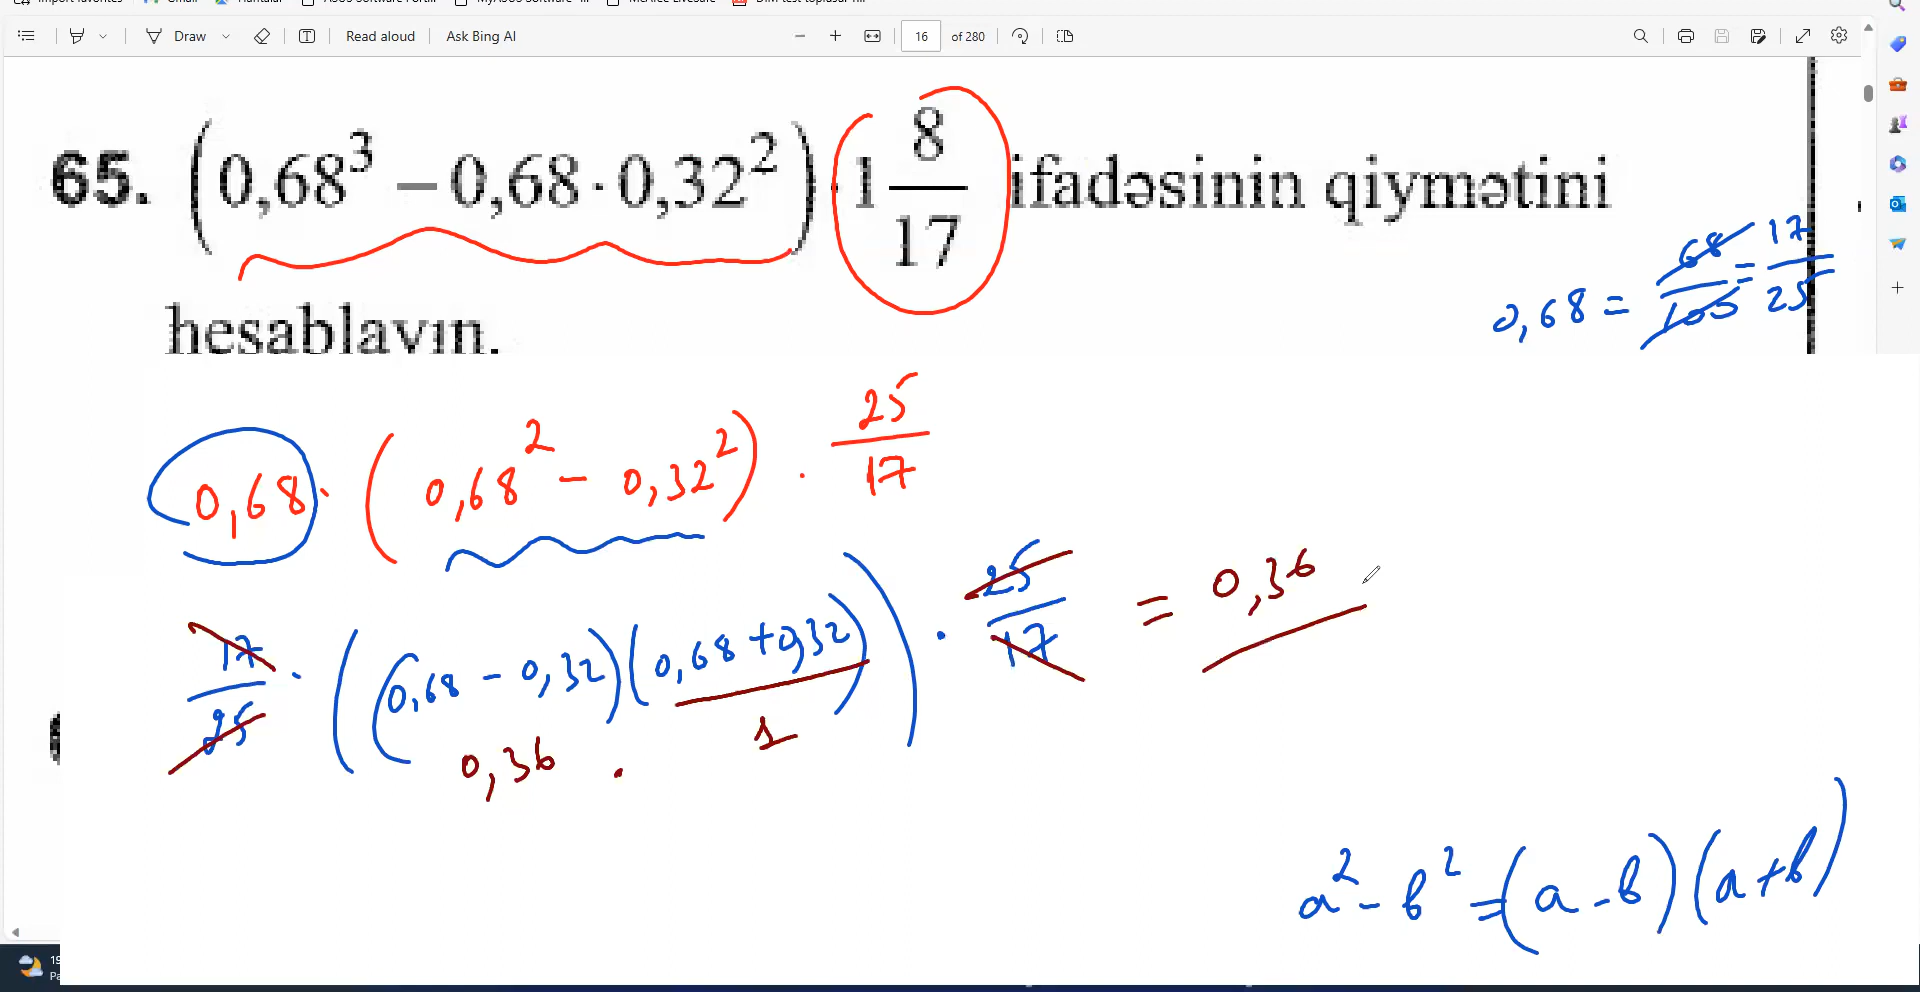 Draw
Read aloud
Ask Bing AI
16 of 280
65. (0,68³ − 0,68 · 0,32²) · 1 8/17 ifadəsinin qiymətini
hesablayın.
0,68 = 68/100 = 17/25
0,68 · (0,68² − 0,32²) · 25/17
17/25 · ((0,68 − 0,32)(0,68 + 0,32)) · 25/17 = 0,36
0,36 · 1
a² − b² = (a − b)(a + b)